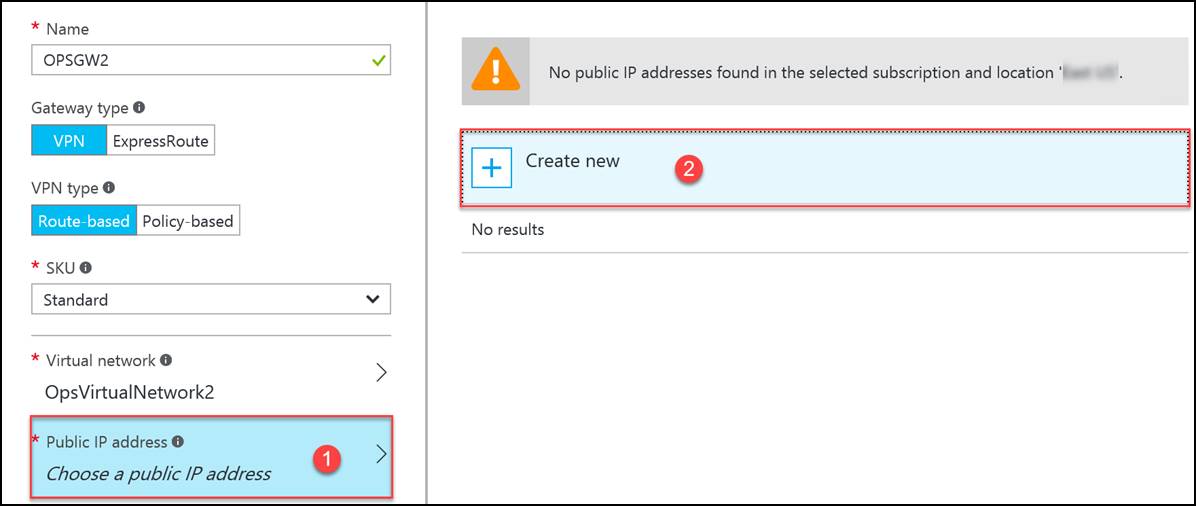 * Name
OPSGW2
Gateway type
VPN ExpressRoute
VPN type
Route-based Policy-based
* SKU
Standard
* Virtual network
OpsVirtualNetwork2
* Public IP address
Choose a public IP address
1
No public IP addresses found in the selected subscription and location ' '.
Create new
2
No results